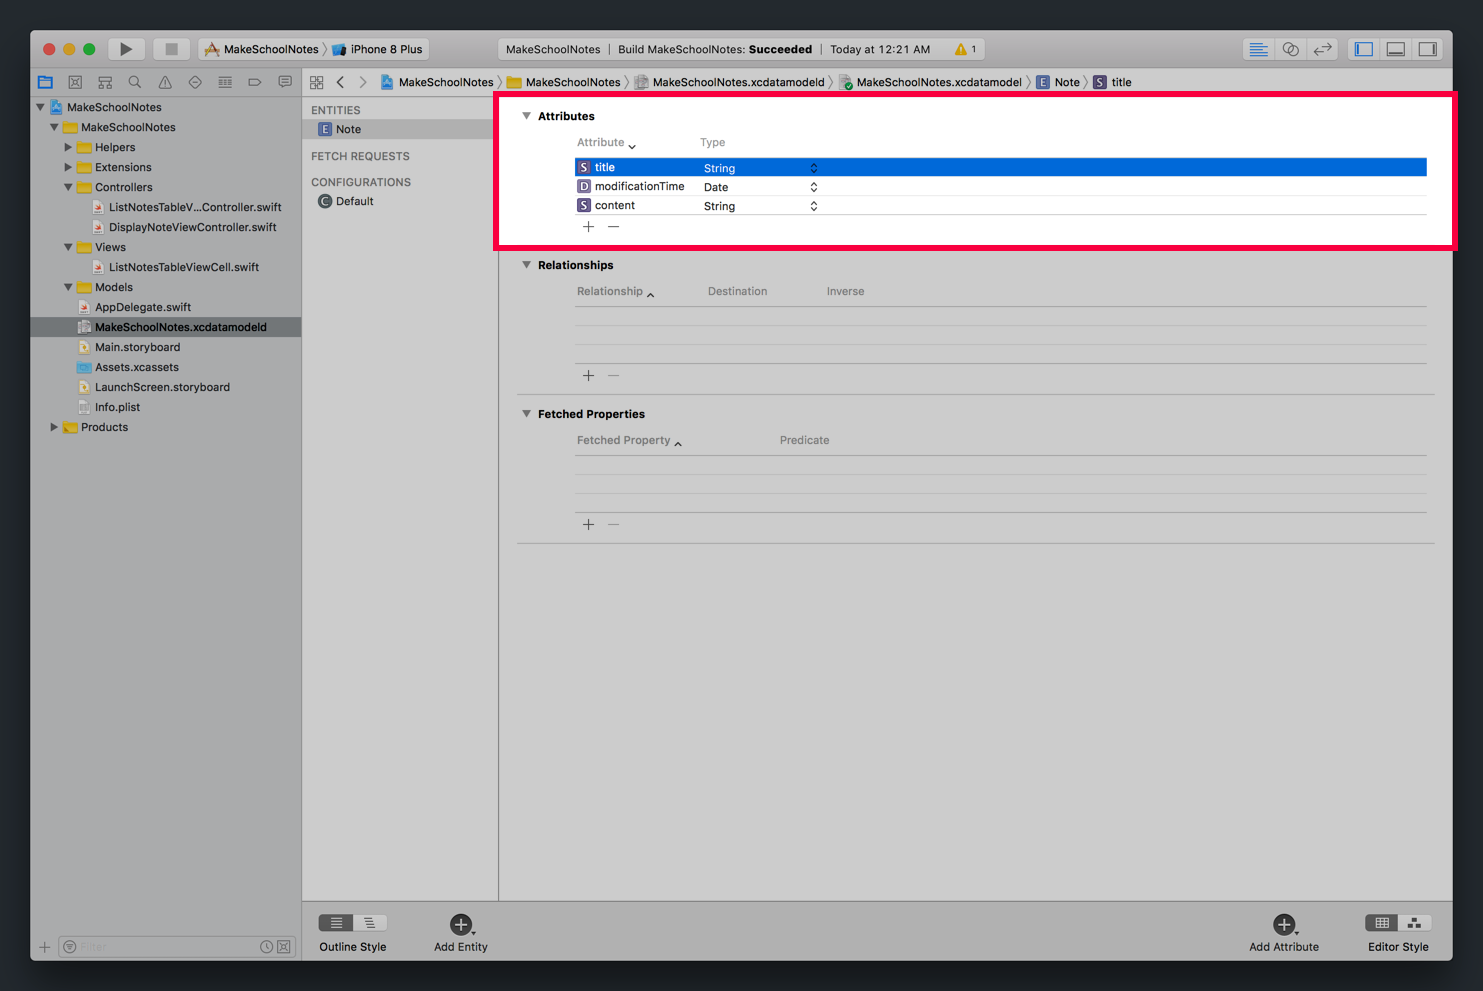 MakeSchoolNotes
iPhone 8 Plus
MakeSchoolNotes | Build MakeSchoolNotes: Succeeded | Today at 12:21 AM
1
MakeSchoolNotes
MakeSchoolNotes
MakeSchoolNotes.xcdatamodeld
MakeSchoolNotes.xcdatamodel
E Note
S title
MakeSchoolNotes
MakeSchoolNotes
Helpers
Extensions
Controllers
ListNotesTableV...Controller.swift
DisplayNoteViewController.swift
Views
ListNotesTableViewCell.swift
Models
AppDelegate.swift
MakeSchoolNotes.xcdatamodeld
Main.storyboard
Assets.xcassets
LaunchScreen.storyboard
Info.plist
Products
Filter
ENTITIES
E Note
FETCH REQUESTS
CONFIGURATIONS
C Default
Attributes
Attribute Type
S title String
D modificationTime Date
S content String
Relationships
Relationship Destination Inverse
Fetched Properties
Fetched Property Predicate
Outline Style
Add Entity
Add Attribute
Editor Style